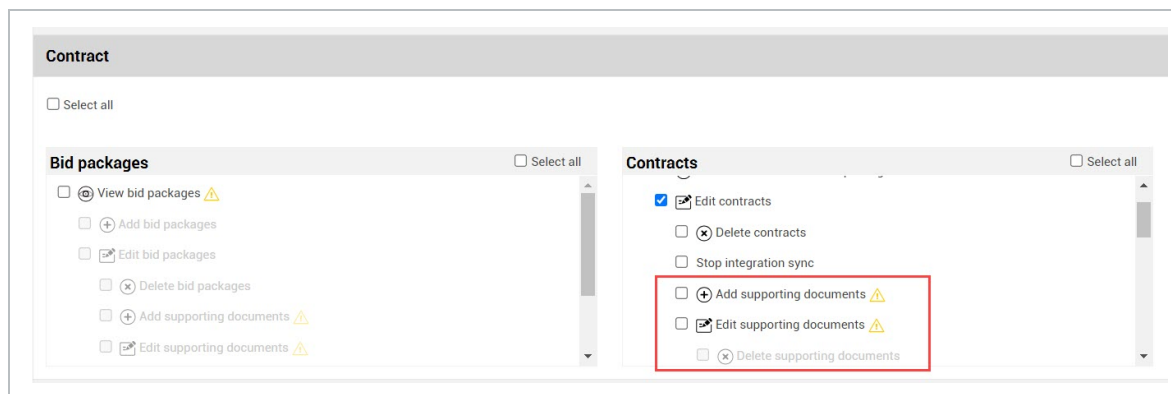 Contract
Select all
Bid packages
Select all
View bid packages
Add bid packages
Edit bid packages
Delete bid packages
Add supporting documents
Edit supporting documents
Contracts
Select all
Edit contracts
Delete contracts
Stop integration sync
Add supporting documents
Edit supporting documents
Delete supporting documents